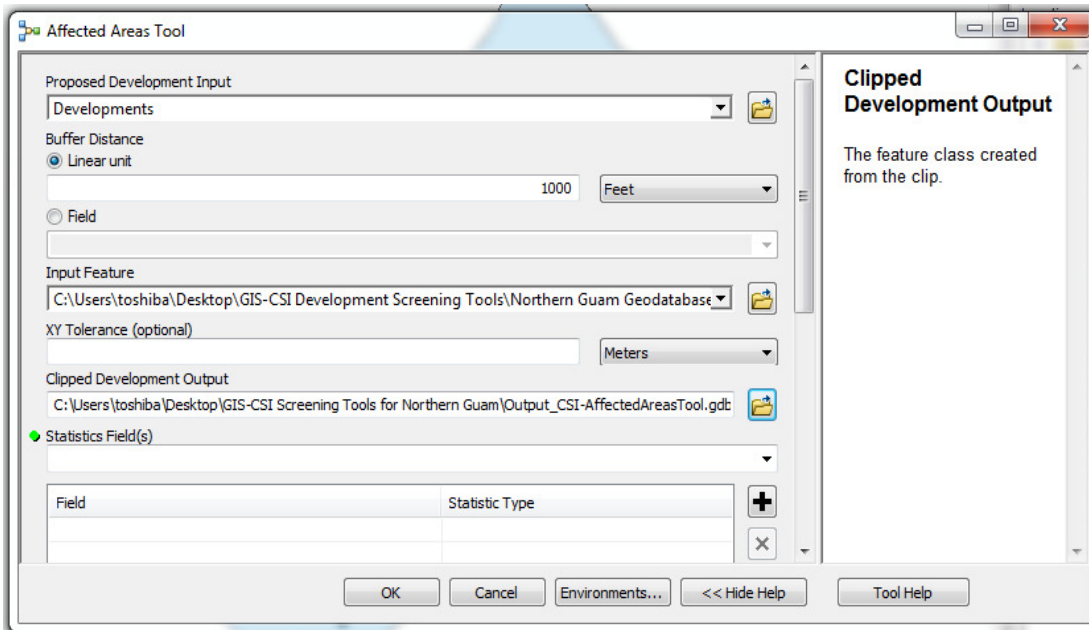 Affected Areas Tool
Proposed Development Input
Developments
Buffer Distance
Linear unit
1000 Feet
Field
Input Feature
C:\Users\toshiba\Desktop\GIS-CSI Development Screening Tools\Northern Guam Geodatabase
XY Tolerance (optional)
Meters
Clipped Development Output
C:\Users\toshiba\Desktop\GIS-CSI Screening Tools for Northern Guam\Output_CSI-AffectedAreasTool.gdb
Statistics Field(s)
Field Statistic Type
OK Cancel Environments... << Hide Help Tool Help
Clipped
Development Output
The feature class created
from the clip.